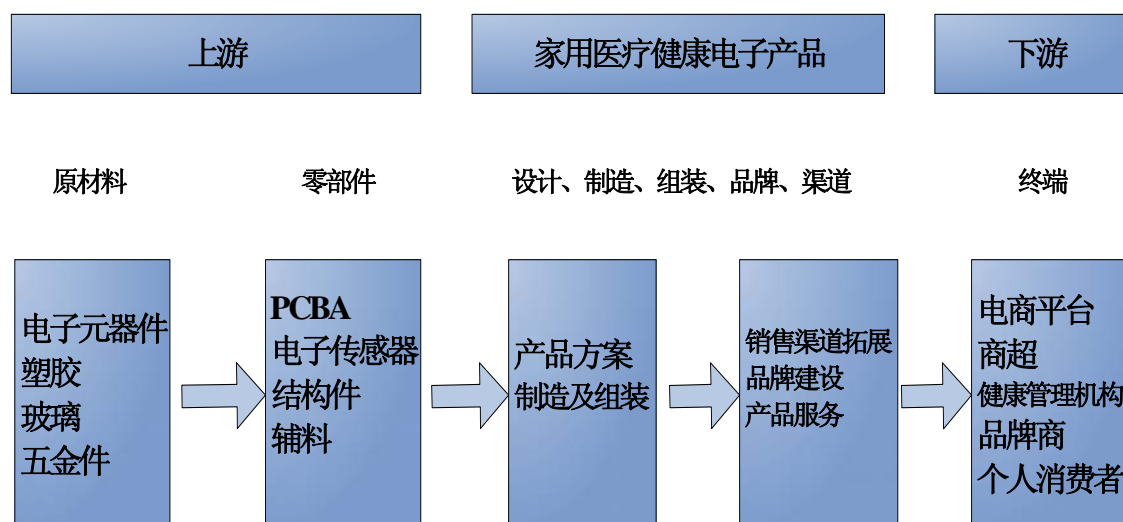 上游
家用医疗健康电子产品
下游
原材料
零部件
设计、制造、组装、品牌、渠道
终端
电子元器件
塑胶
玻璃
五金件
PCBA
电子传感器
结构件
辅料
产品方案
制造及组装
销售渠道拓展
品牌建设
产品服务
电商平台
商超
健康管理机构
品牌商
个人消费者